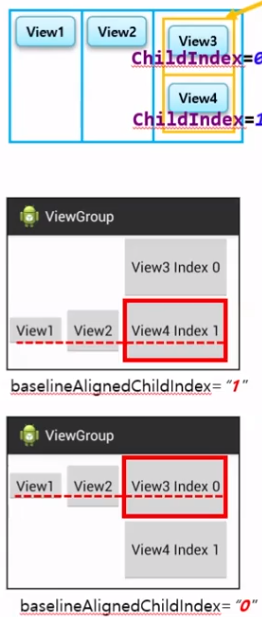 View1 View2 View3
ChildIndex=0
View4
ChildIndex=1
ViewGroup
View3 Index 0
View1 View2 View4 Index 1
baselineAlignedChildIndex= "1"
ViewGroup
View1 View2 View3 Index 0
View4 Index 1
baselineAlignedChildIndex= "0"